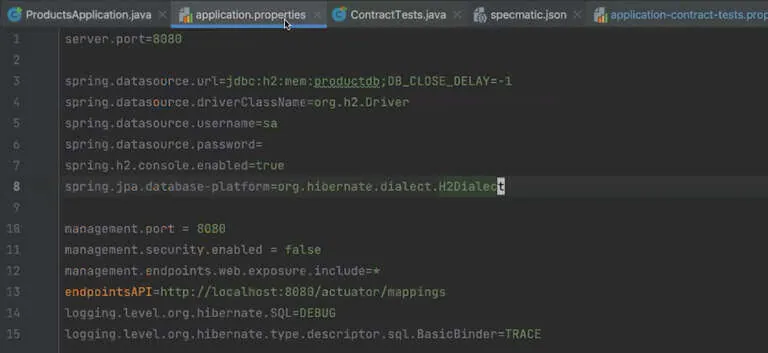 ProductsApplication.java application.properties ContractTests.java specmatic.json application-contract-tests.prop
1 server.port=8080
2
3 spring.datasource.url=jdbc:h2:mem:productdb;DB_CLOSE_DELAY=-1
4 spring.datasource.driverClassName=org.h2.Driver
5 spring.datasource.username=sa
6 spring.datasource.password=
7 spring.h2.console.enabled=true
8 spring.jpa.database-platform=org.hibernate.dialect.H2Dialect
9
10 management.port = 8080
11 management.security.enabled = false
12 management.endpoints.web.exposure.include=*
13 endpointsAPI=http://localhost:8080/actuator/mappings
14 logging.level.org.hibernate.SQL=DEBUG
15 logging.level.org.hibernate.type.descriptor.sql.BasicBinder=TRACE